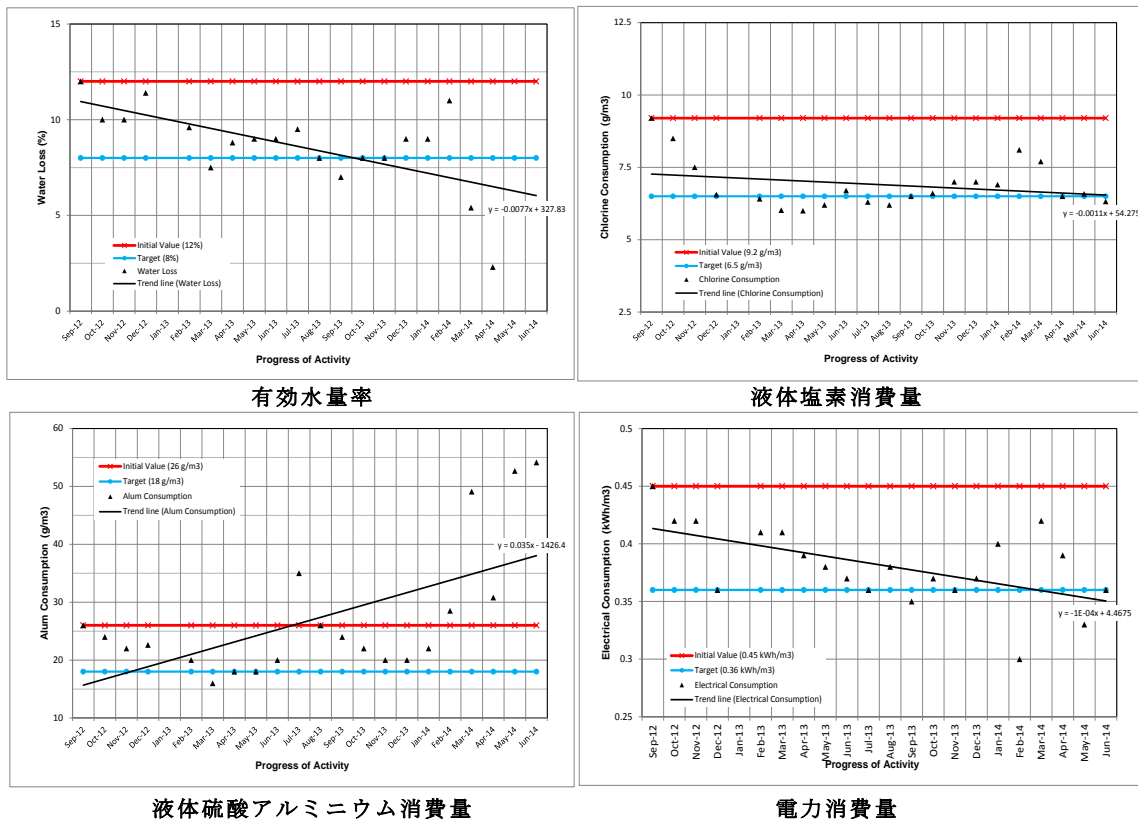 15
10
5
0
Water Loss (%)
y = -0.0077x + 327.83
Initial Value (12%)
Target (8%)
Water Loss
Trend line (Water Loss)
Sep-12
Oct-12
Nov-12
Dec-12
Jan-13
Feb-13
Mar-13
Apr-13
May-13
Jun-13
Jul-13
Aug-13
Sep-13
Oct-13
Nov-13
Dec-13
Jan-14
Feb-14
Mar-14
Apr-14
May-14
Jun-14
Progress of Activity
有効水量率
12.5
10
7.5
5
2.5
Chlorine Consumption (g/m3)
y = -0.0011x + 54.275
Initial Value (9.2 g/m3)
Target (6.5 g/m3)
Chlorine Consumption
Trend line (Chlorine Consumption)
Sep-12
Oct-12
Nov-12
Dec-12
Jan-13
Feb-13
Mar-13
Apr-13
May-13
Jun-13
Jul-13
Aug-13
Sep-13
Oct-13
Nov-13
Dec-13
Jan-14
Feb-14
Mar-14
Apr-14
May-14
Jun-14
Progress of Activity
液体塩素消費量
60
50
40
30
20
10
Alum Consumption (g/m3)
Initial Value (26 g/m3)
Target (18 g/m3)
Alum Consumption
Trend line (Alum Consumption)
y = 0.035x - 1426.4
Sep-12
Oct-12
Nov-12
Dec-12
Jan-13
Feb-13
Mar-13
Apr-13
May-13
Jun-13
Jul-13
Aug-13
Sep-13
Oct-13
Nov-13
Dec-13
Jan-14
Feb-14
Mar-14
Apr-14
May-14
Jun-14
Progress of Activity
液体硫酸アルミニウム消費量
0.5
0.45
0.4
0.35
0.3
0.25
Electrical Consumption (kWh/m3)
y = -1E-04x + 4.4675
Initial Value (0.45 kWh/m3)
Target (0.36 kWh/m3)
Electrical Consumption
Trend line (Electrical Consumption)
Sep-12
Oct-12
Nov-12
Dec-12
Jan-13
Feb-13
Mar-13
Apr-13
May-13
Jun-13
Jul-13
Aug-13
Sep-13
Oct-13
Nov-13
Dec-13
Jan-14
Feb-14
Mar-14
Apr-14
May-14
Jun-14
Progress of Activity
電力消費量